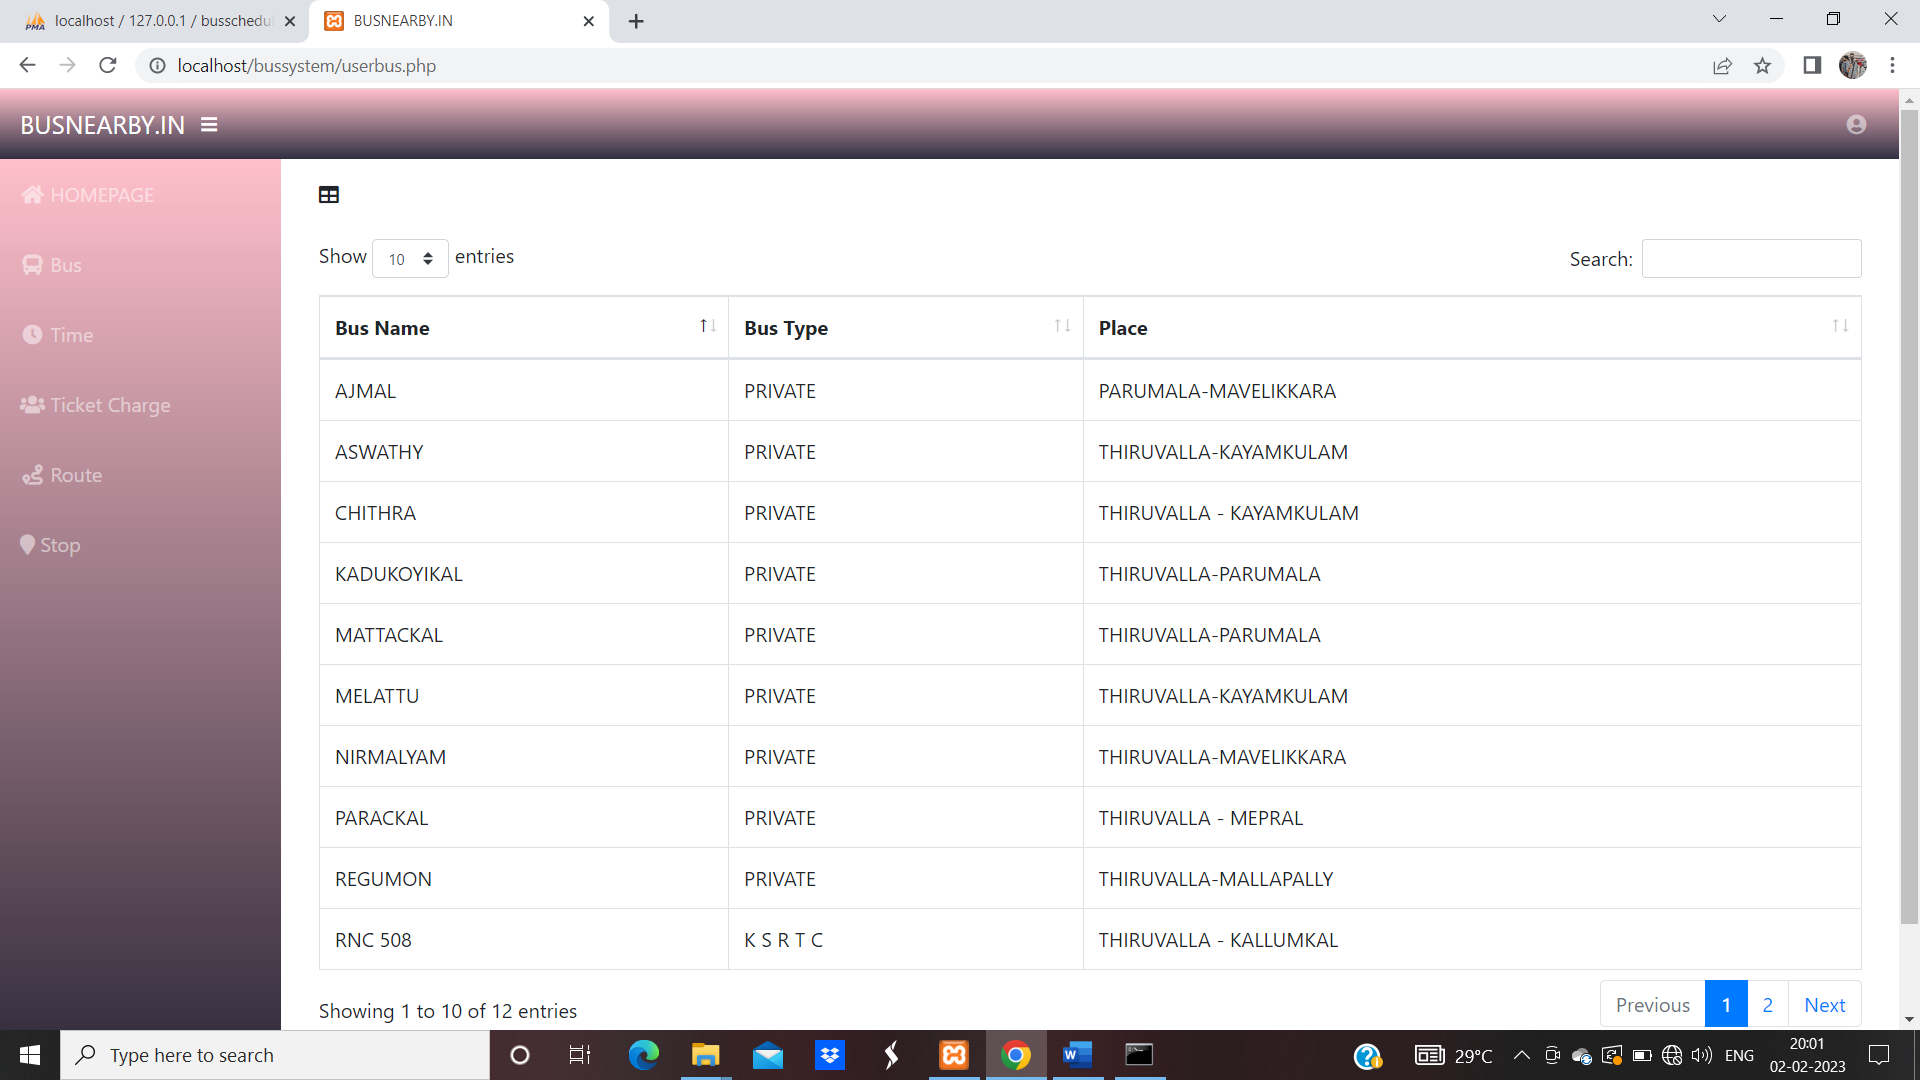 localhost / 127.0.0.1 / busschedu
BUSNEARBY.IN
localhost/bussystem/userbus.php
BUSNEARBY.IN
HOMEPAGE
Bus
Time
Ticket Charge
Route
Stop
Show 10 entries
Search:
Bus Name Bus Type Place
AJMAL PRIVATE PARUMALA-MAVELIKKARA
ASWATHY PRIVATE THIRUVALLA-KAYAMKULAM
CHITHRA PRIVATE THIRUVALLA - KAYAMKULAM
KADUKOYIKAL PRIVATE THIRUVALLA-PARUMALA
MATTACKAL PRIVATE THIRUVALLA-PARUMALA
MELATTU PRIVATE THIRUVALLA-KAYAMKULAM
NIRMALYAM PRIVATE THIRUVALLA-MAVELIKKARA
PARACKAL PRIVATE THIRUVALLA - MEPRAL
REGUMON PRIVATE THIRUVALLA-MALLAPALLY
RNC 508 K S R T C THIRUVALLA - KALLUMKAL
Showing 1 to 10 of 12 entries
Previous 1 2 Next
Type here to search
29°C
ENG
20:01
02-02-2023